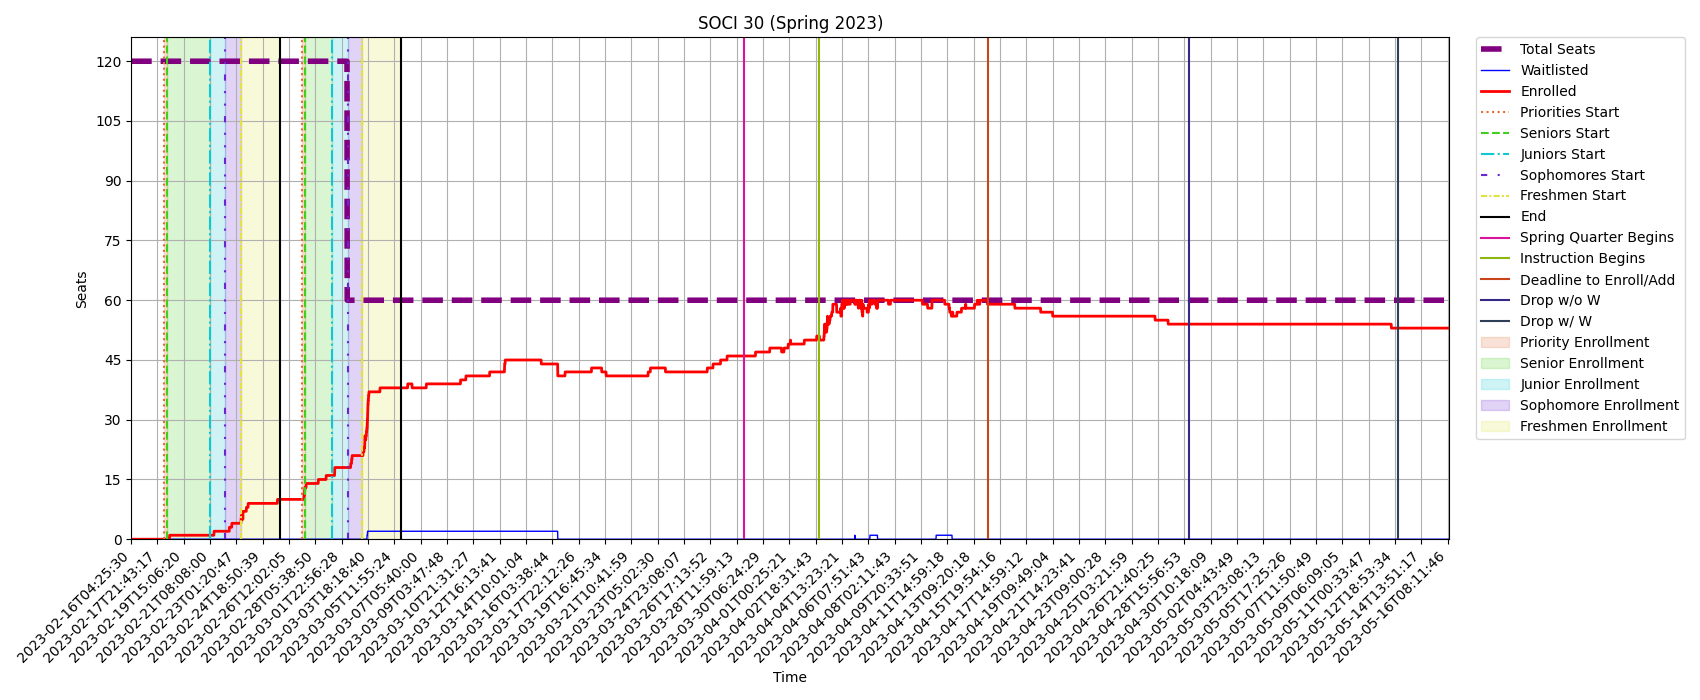 SOCI 30 (Spring 2023)
Seats
120
105
90
75
60
45
30
15
0
2023-02-16T04:25:30
2023-02-17T21:43:17
2023-02-19T15:06:20
2023-02-21T08:08:00
2023-02-23T01:20:47
2023-02-24T18:50:39
2023-02-26T12:02:05
2023-02-28T05:38:50
2023-03-01T22:56:28
2023-03-03T18:18:40
2023-03-05T11:55:24
2023-03-07T05:40:00
2023-03-09T03:47:48
2023-03-10T21:31:27
2023-03-12T16:13:41
2023-03-14T10:01:04
2023-03-16T03:38:44
2023-03-17T22:12:26
2023-03-19T16:45:34
2023-03-21T10:41:59
2023-03-23T05:02:30
2023-03-24T23:08:07
2023-03-26T17:13:52
2023-03-28T11:59:13
2023-03-30T06:24:29
2023-04-01T00:25:21
2023-04-02T18:31:43
2023-04-04T13:23:21
2023-04-06T07:51:43
2023-04-08T02:11:43
2023-04-09T20:33:51
2023-04-11T14:59:18
2023-04-13T09:20:18
2023-04-15T19:54:16
2023-04-17T14:59:12
2023-04-19T09:49:04
2023-04-21T14:23:41
2023-04-23T09:00:28
2023-04-25T03:21:59
2023-04-26T21:40:25
2023-04-28T15:56:53
2023-04-30T10:18:09
2023-05-02T04:43:49
2023-05-03T23:08:13
2023-05-05T17:25:26
2023-05-07T11:50:49
2023-05-09T06:09:05
2023-05-11T00:33:47
2023-05-12T18:53:34
2023-05-14T13:51:17
2023-05-16T08:11:46
Time
Total Seats
Waitlisted
Enrolled
Priorities Start
Seniors Start
Juniors Start
Sophomores Start
Freshmen Start
End
Spring Quarter Begins
Instruction Begins
Deadline to Enroll/Add
Drop w/o W
Drop w/ W
Priority Enrollment
Senior Enrollment
Junior Enrollment
Sophomore Enrollment
Freshmen Enrollment